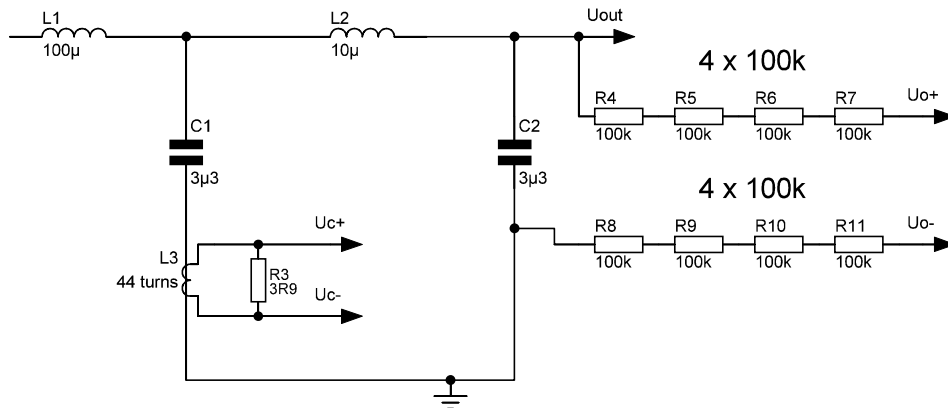 L1
100µ
L2
10µ
Uout
4 x 100k
R4
R5
R6
R7
Uo+
100k
100k
100k
100k
C1
3µ3
C2
3µ3
4 x 100k
R8
R9
R10
R11
Uo-
100k
100k
100k
100k
Uc+
L3
44 turns
R3
3R9
Uc-